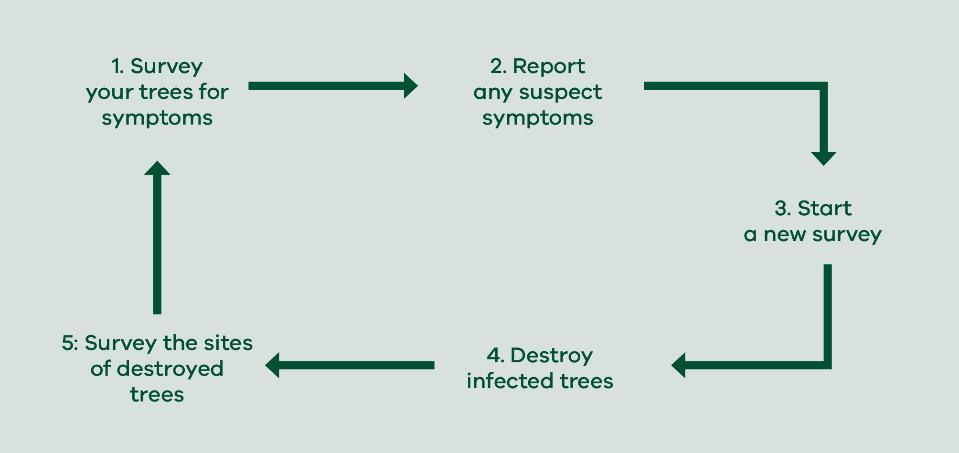 1. Survey
your trees for
symptoms
2. Report
any suspect
symptoms
3. Start
a new survey
4. Destroy
infected trees
5: Survey the sites
of destroyed
trees